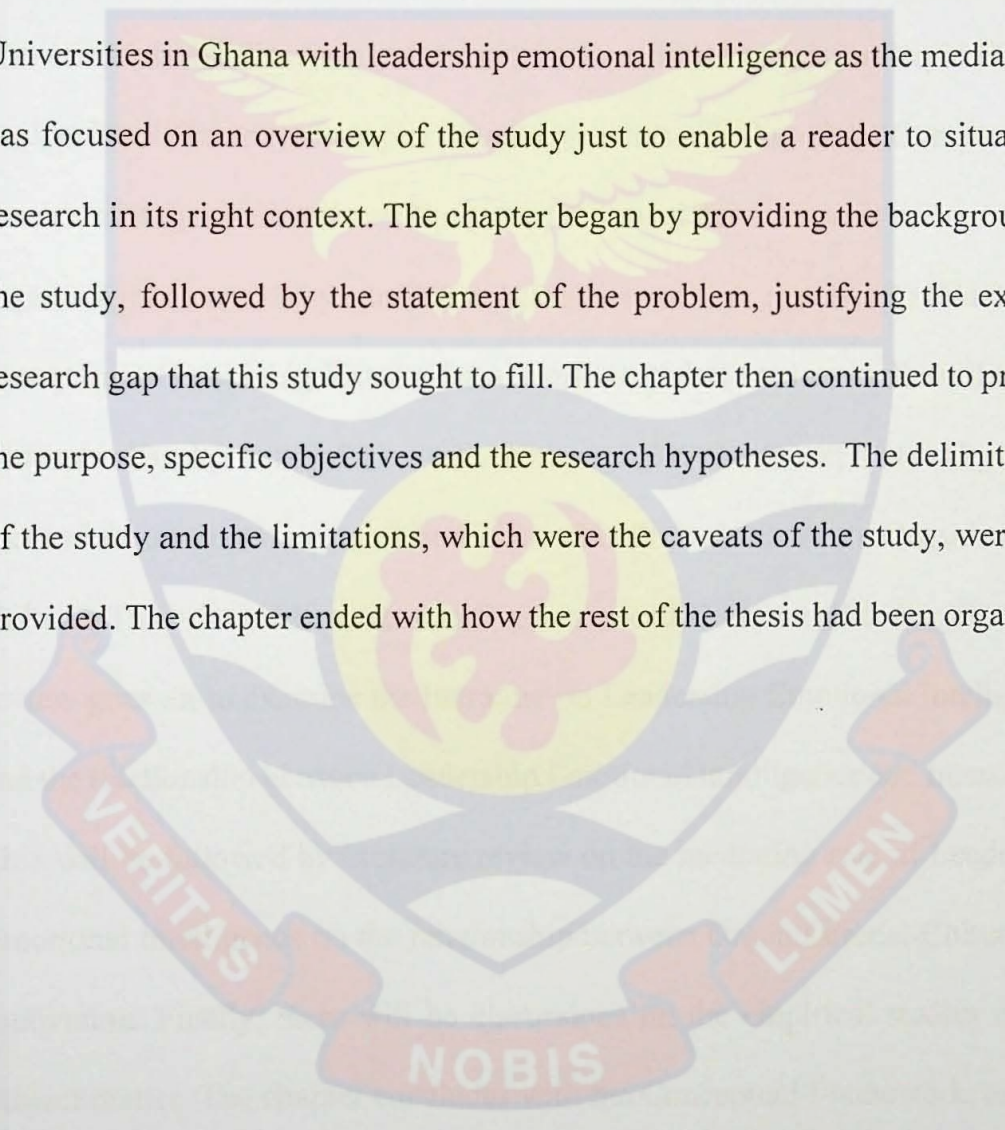 Universities in Ghana with leadership emotional intelligence as the media
as focused on an overview of the study just to enable a reader to situa
esearch in its right context. The chapter began by providing the backgrou
he study, followed by the statement of the problem, justifying the ex
esearch gap that this study sought to fill. The chapter then continued to pr
he purpose, specific objectives and the research hypotheses. The delimit
f the study and the limitations, which were the caveats of the study, wer
rovided. The chapter ended with how the rest of the thesis had been orga
VERITAS
NOBIS
LUMEN